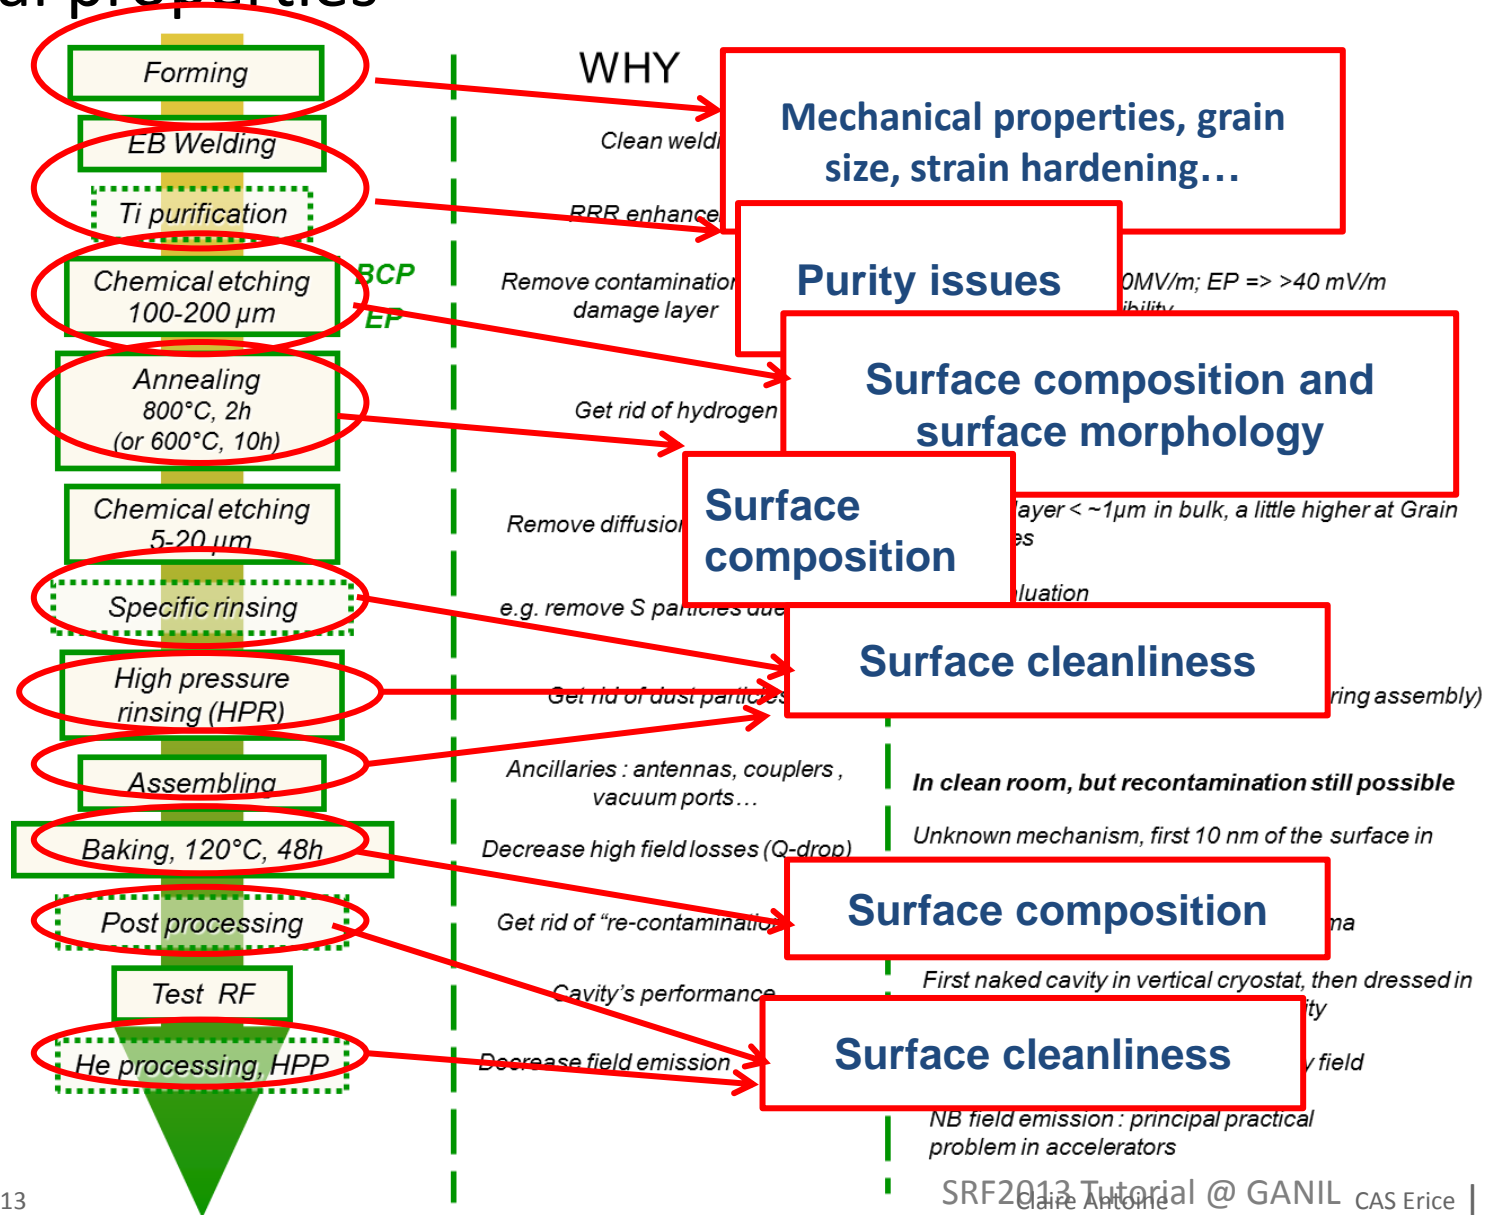 properties
Forming
WHY
Mechanical properties, grain
size, strain hardening...
EB Welding
Clean
Ti purification
RRR
Purity issues
Chemical etching
100-200 µm
BCP
EP
Remove contamination
damage layer
EP => >40 mV/m
Surface composition and
surface morphology
Annealing
800°C, 2h
(or 600°C, 10h)
Get rid of hydrogen
Surface
composition
Chemical etching
5-20 µm
Remove
layer < ~1µm in bulk, a little higher at Grain
Specific rinsing
e.g. remove S particles due
Surface cleanliness
High pressure
rinsing (HPR)
Get rid of dust particles
assembly)
Assembling
Ancillaries : antennas, couplers ,
vacuum ports…
In clean room, but recontamination still possible
Baking, 120°C, 48h
Decrease high field losses (Q-drop)
Unknown mechanism, first 10 nm of the surface in
Surface composition
Post processing
Get rid of “re-contamination
Test RF
Cavity's performance
First naked cavity in vertical cryostat, then dressed in
Surface cleanliness
He processing, HPP
Decrease field emission
field
NB field emission : principal practical
problem in accelerators
13
SRF2013 Tutorial @ GANIL
Claire Antoine
CAS Erice |